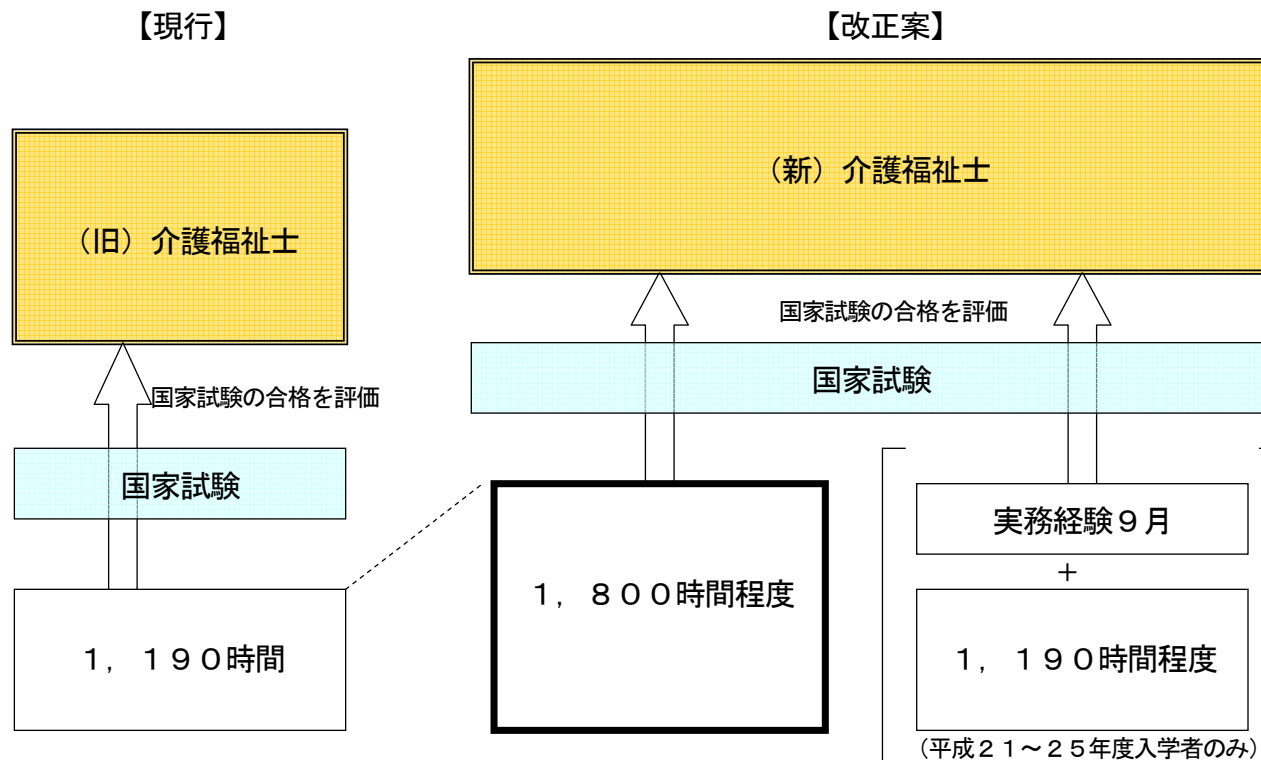 【現行】
(旧)介護福祉士
国家試験の合格を評価
国家試験
1,190時間
【改正案】
(新)介護福祉士
国家試験の合格を評価
国家試験
1,800時間程度
実務経験9月
+
1,190時間程度
(平成21~25年度入学者のみ)